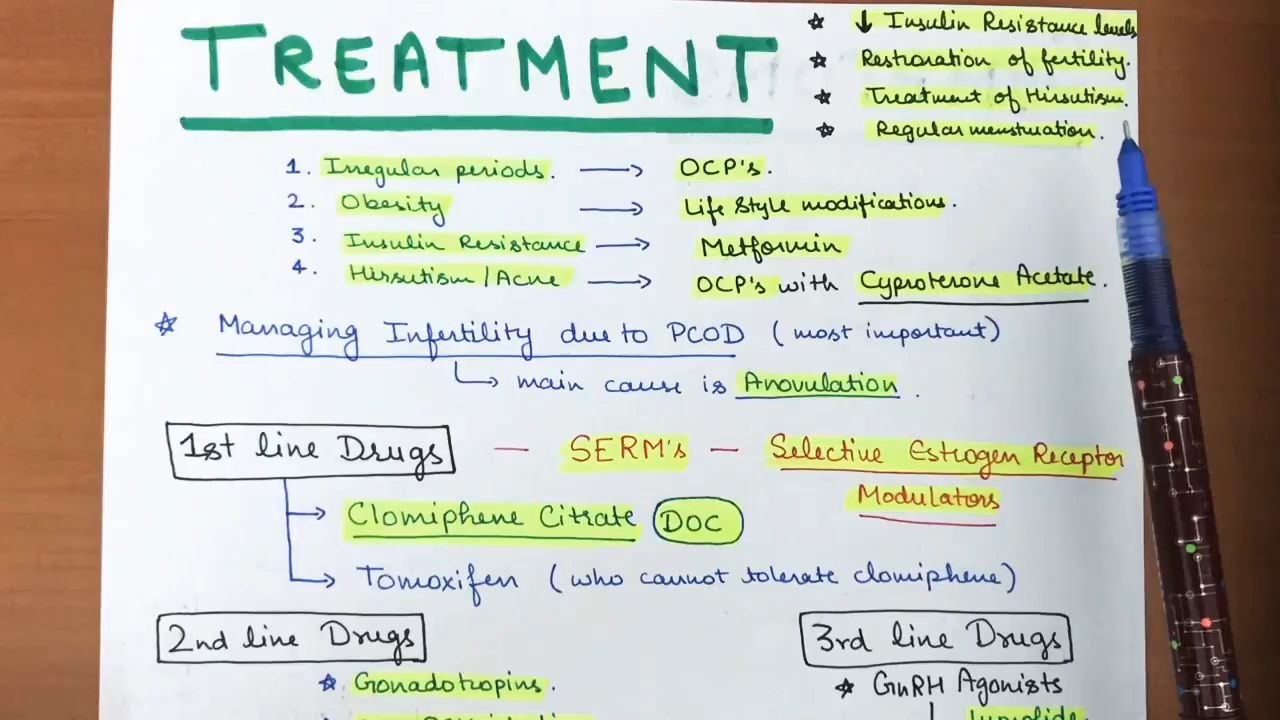 TREATMENT
↓ Insulin Resistance levels
Restroration of fertility.
Treatment of Hirsutism.
Regular menstruation.
1. Irregular periods. → OCP's.
2. Obesity → Life Style modifications.
3. Insulin Resistance → Metformin
4. Hirsutism/Acne → OCP's with Cyproterone Acetate.
Managing Infertility due to PCOD (most important)
main cause is Anovulation.
1st line Drugs — SERM's — Selective Estrogen Receptor
Modulators
Clomiphene Citrate DOC
Tomoxifen (who cannot tolerate clomiphene)
2nd line Drugs
3rd line Drugs
Gonadotropins.
GnRH Agonists